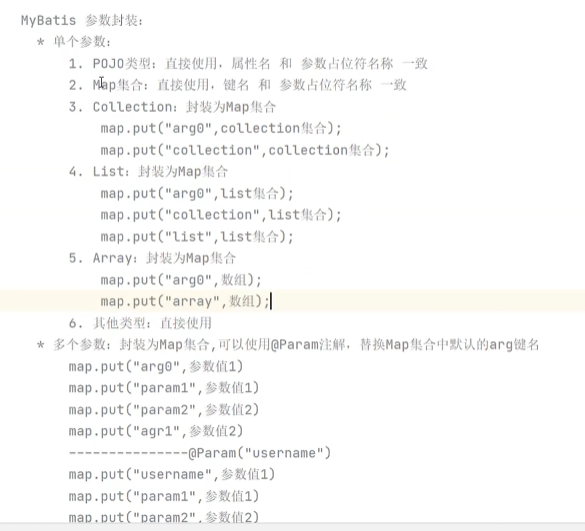 MyBatis 参数封装：
* 单个参数：
1. POJO类型：直接使用，属性名 和 参数占位符名称 一致
2. Map集合：直接使用，键名 和 参数占位符名称 一致
3. Collection：封装为Map集合
map.put("arg0",collection集合);
map.put("collection",collection集合);
4. List：封装为Map集合
map.put("arg0",list集合);
map.put("collection",list集合);
map.put("list",list集合);
5. Array：封装为Map集合
map.put("arg0",数组);
map.put("array",数组);
6. 其他类型：直接使用
* 多个参数：封装为Map集合,可以使用@Param注解，替换Map集合中默认的arg键名
map.put("arg0",参数值1)
map.put("param1",参数值1)
map.put("param2",参数值2)
map.put("agr1",参数值2)
---------------@Param("username")
map.put("username",参数值1)
map.put("param1",参数值1)
map.put("param2",参数值2)